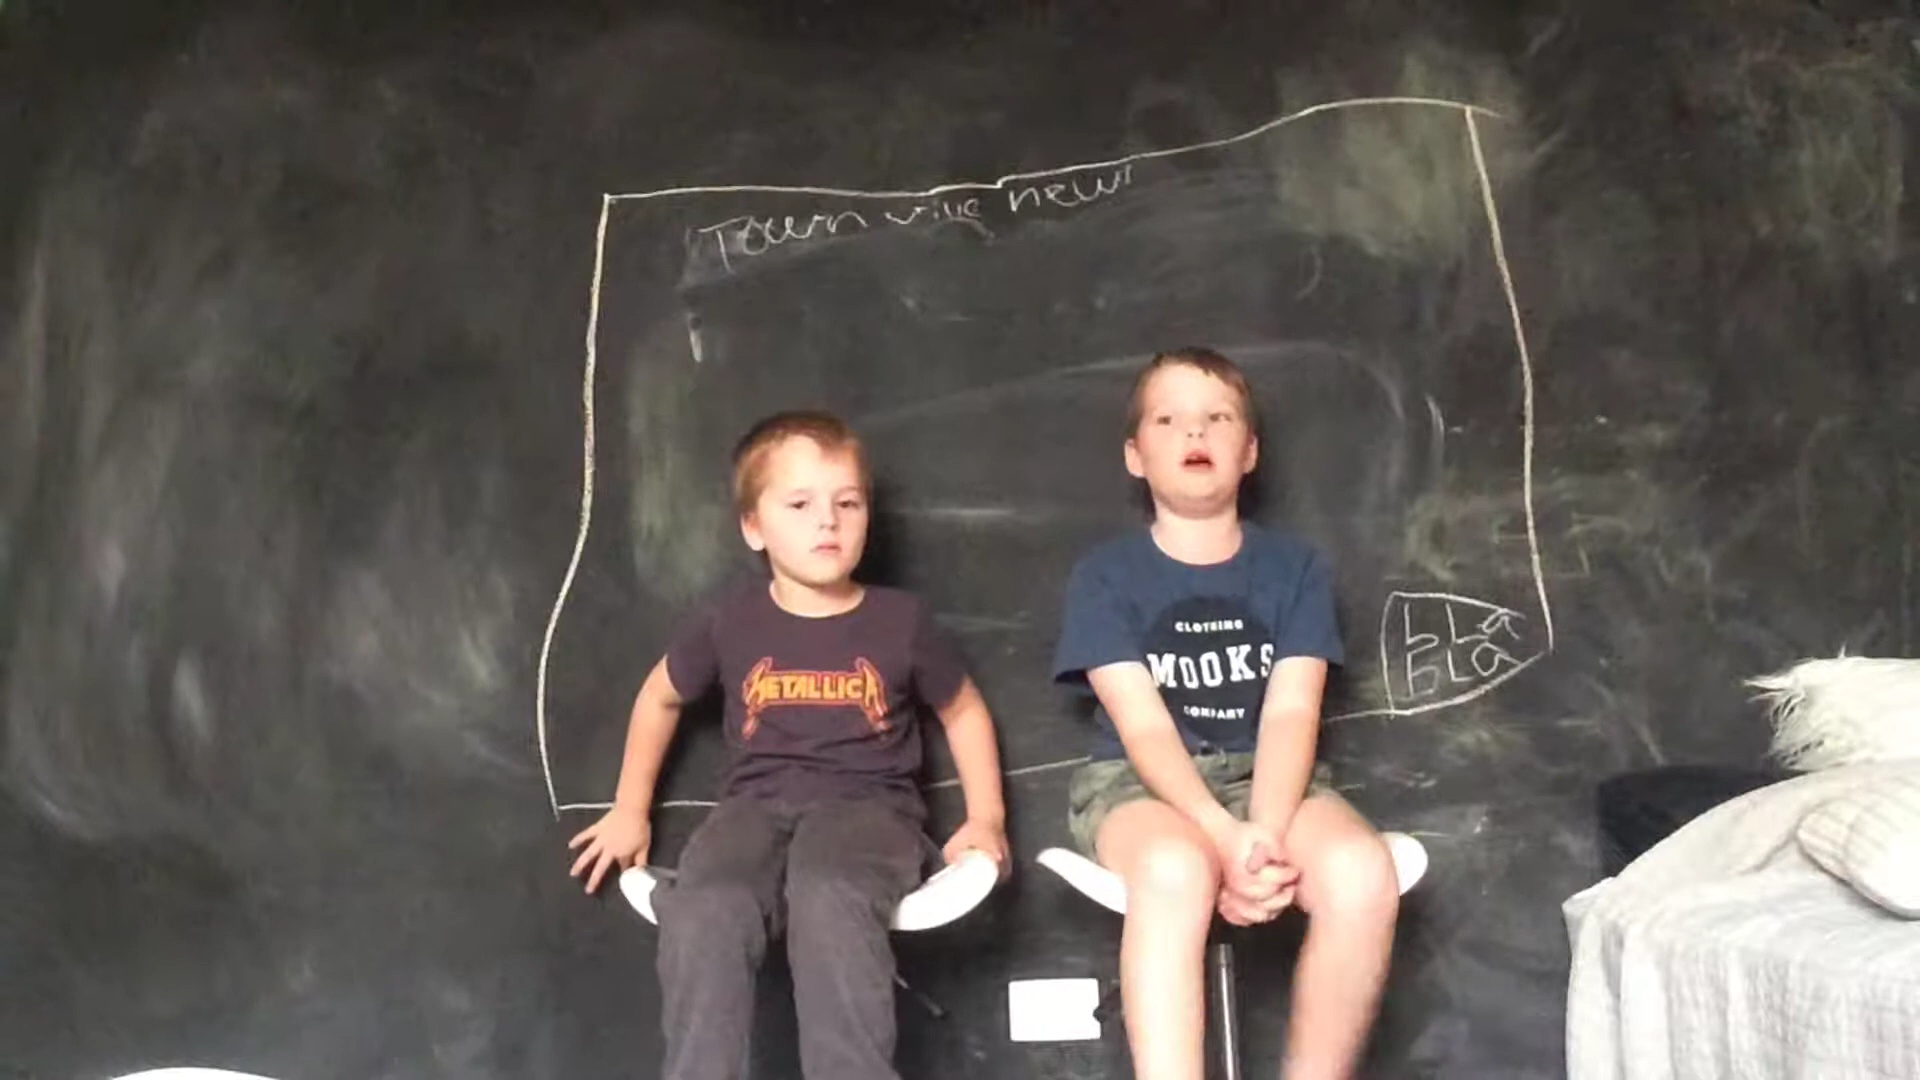 Town ville news
METALLICA
CLOTHING
MOOKS
COMPANY
bLa
bLa